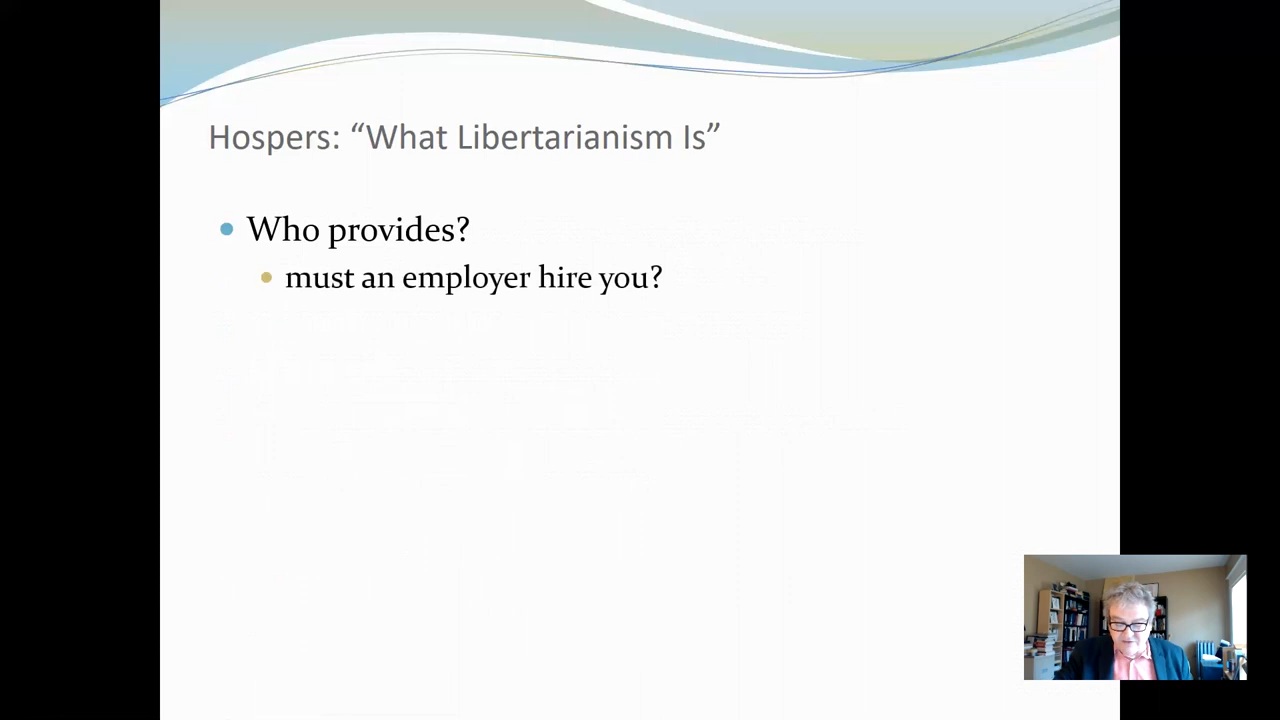 Hospers: “What Libertarianism Is”
Who provides?
must an employer hire you?